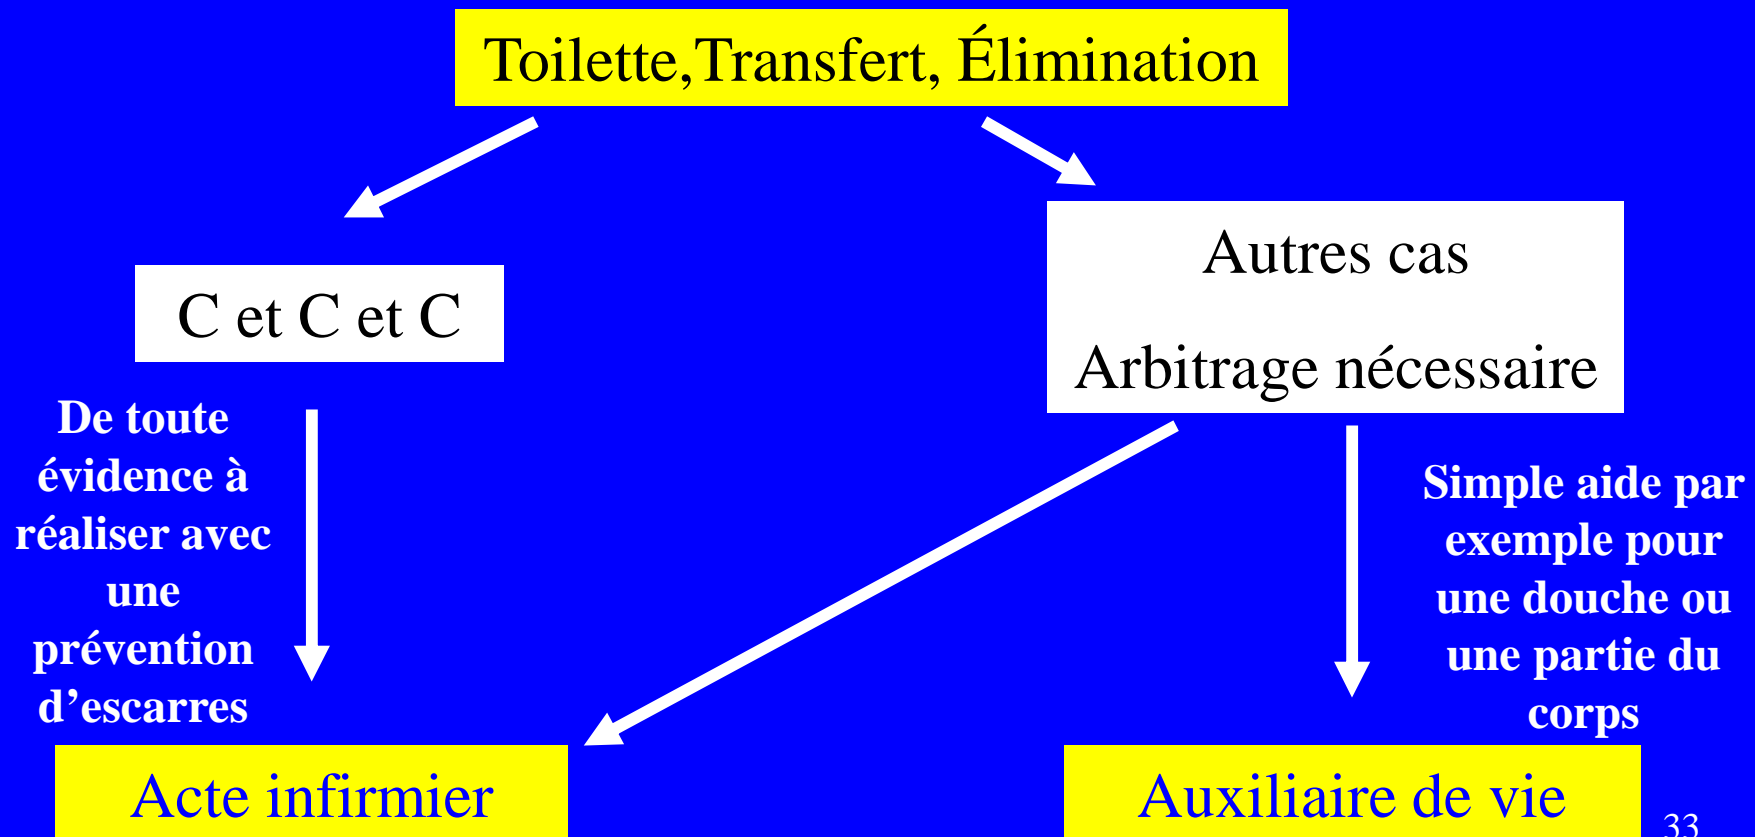 Toilette,Transfert, Élimination
C et C et C
Autres cas
Arbitrage nécessaire
De toute
évidence à
réaliser avec
une
prévention
d’escarres
Simple aide par
exemple pour
une douche ou
une partie du
corps
Acte infirmier
Auxiliaire de vie
33